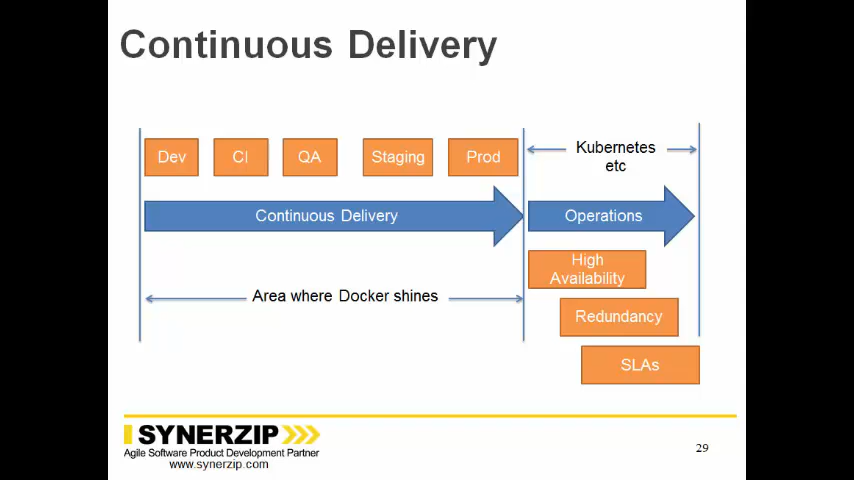 Continuous Delivery
Dev
CI
QA
Staging
Prod
Kubernetes
etc
Continuous Delivery
Operations
High
Availability
Area where Docker shines
Redundancy
SLAs
SYNERZIP
Agile Software Product Development Partner
www.synerzip.com
29